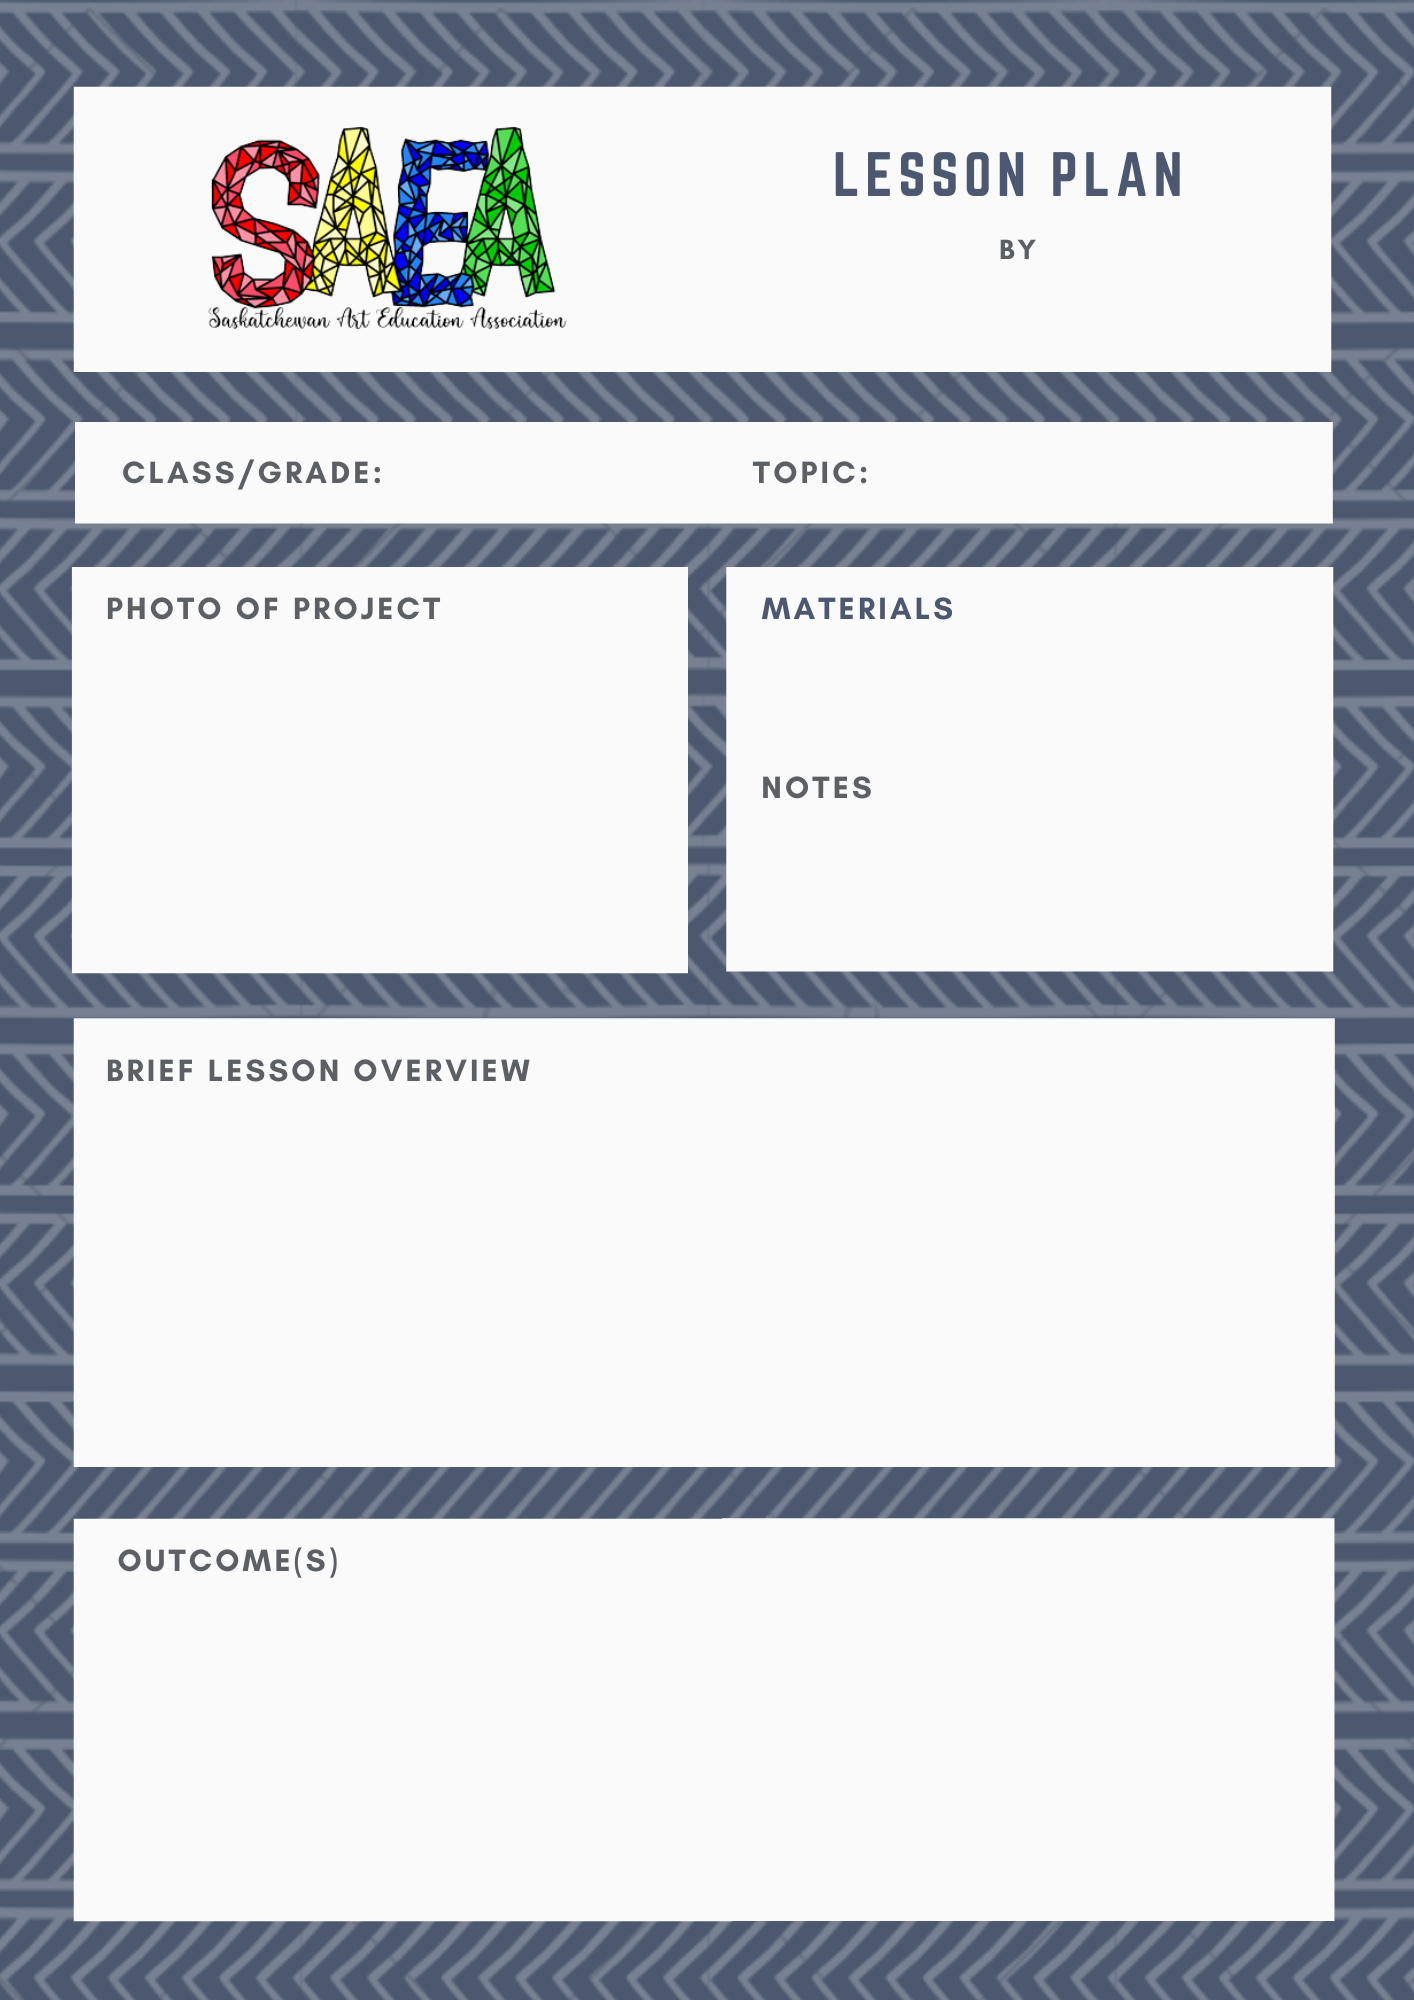 SAEA
Saskatchewan Art Education Association
LESSON PLAN
BY
CLASS/GRADE:
TOPIC:
PHOTO OF PROJECT
MATERIALS
NOTES
BRIEF LESSON OVERVIEW
OUTCOME(S)